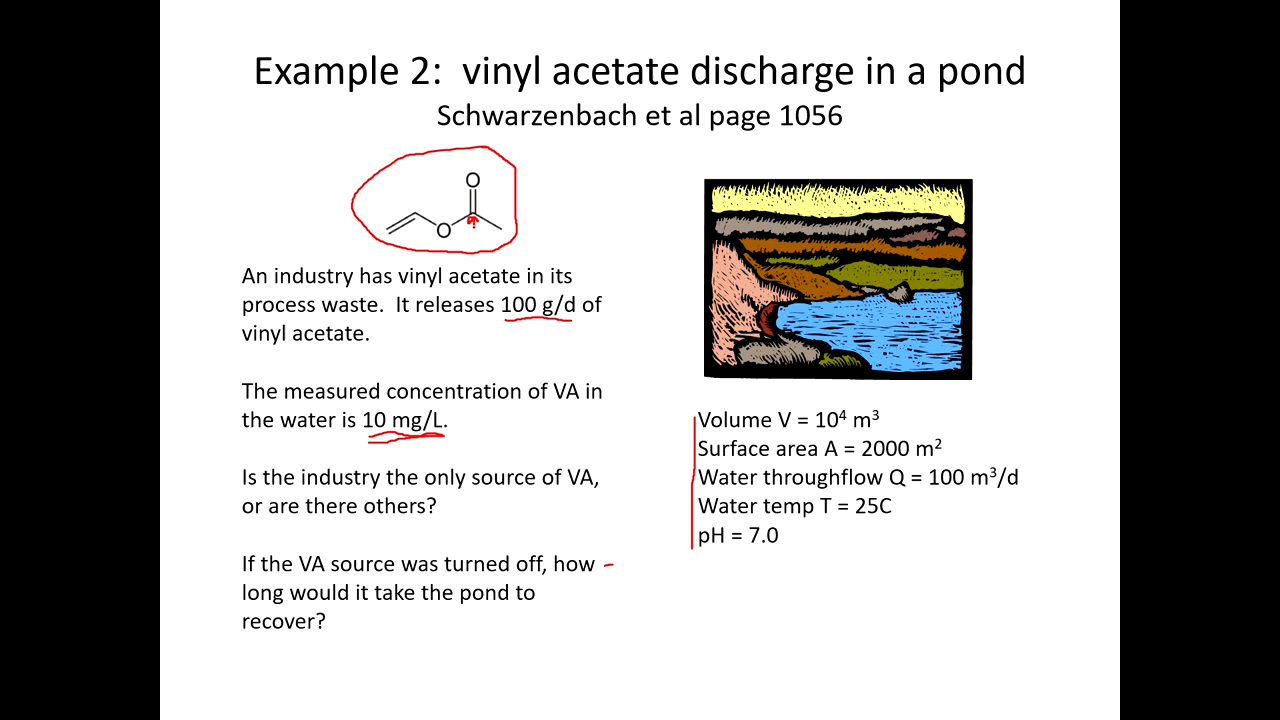 Example 2:  vinyl acetate discharge in a pond
Schwarzenbach et al page 1056
O
O
An industry has vinyl acetate in its
process waste.  It releases 100 g/d of
vinyl acetate.
The measured concentration of VA in
the water is 10 mg/L.
Is the industry the only source of VA,
or are there others?
If the VA source was turned off, how
long would it take the pond to
recover?
Volume V = 10⁴ m³
Surface area A = 2000 m²
Water throughflow Q = 100 m³/d
Water temp T = 25C
pH = 7.0